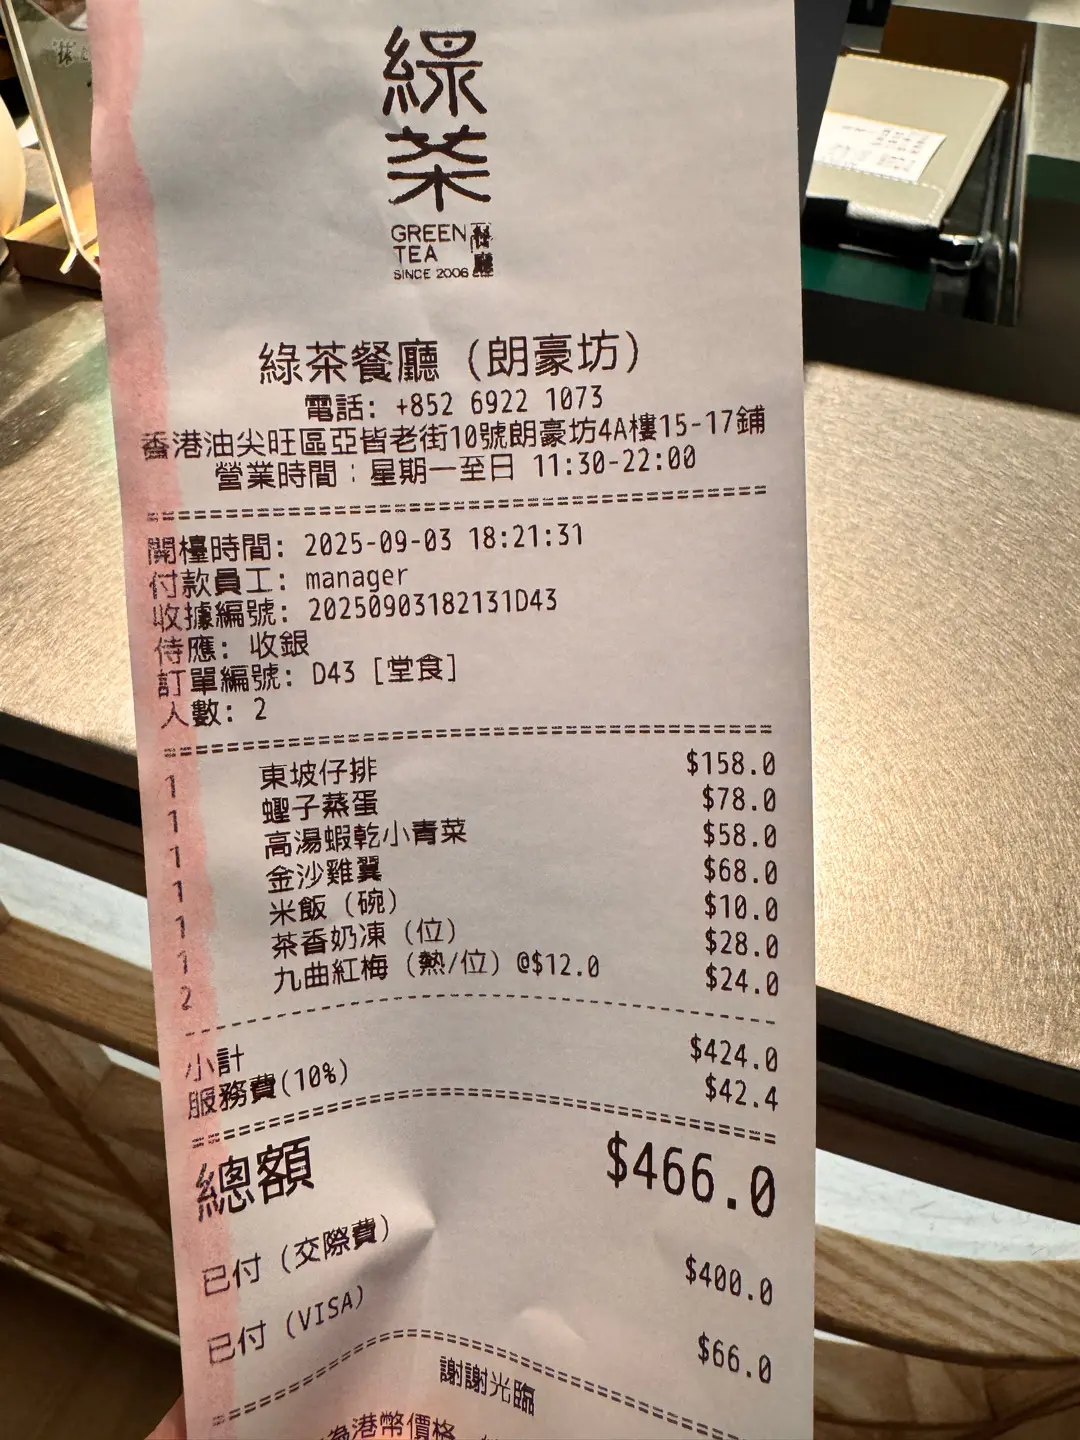 綠茶
GREEN TEA 餐廳
SINCE 2006
綠茶餐廳 (朗豪坊)
電話: +852 6922 1073
香港油尖旺區亞皆老街10號朗豪坊4A樓15-17鋪
營業時間：星期一至日 11:30-22:00
開檯時間: 2025-09-03 18:21:31
付款員工: manager
收據編號: 20250903182131D43
侍應: 收銀
訂單編號: D43 [堂食]
人數: 2
1 東坡仔排 $158.0
1 蟶子蒸蛋 $78.0
1 高湯蝦乾小青菜 $58.0
1 金沙雞翼 $68.0
1 米飯 (碗) $10.0
1 茶香奶凍 (位) $28.0
2 九曲紅梅 (熱/位) @$12.0 $24.0
小計 $424.0
服務費(10%) $42.4
總額 $466.0
已付 (交際費) $400.0
已付 (VISA) $66.0
謝謝光臨
為港幣價格